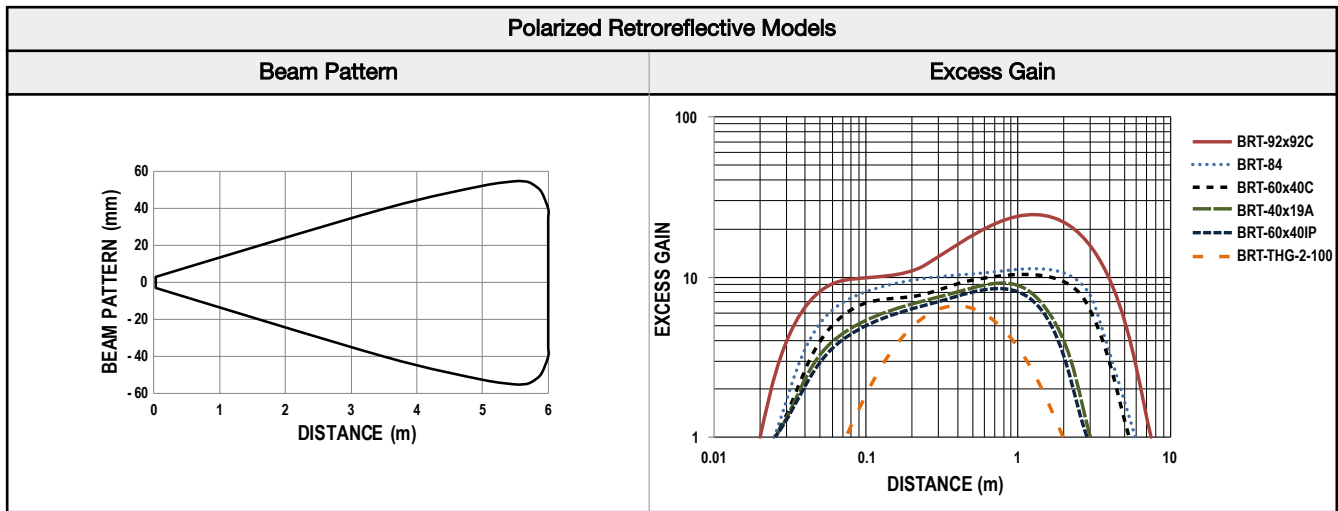 Polarized Retroreflective Models
Beam Pattern
Excess Gain
BEAM PATTERN (mm)
60
40
20
0
- 20
- 40
- 60
0 1 2 3 4 5 6
DISTANCE (m)
EXCESS GAIN
100
10
1
0.01 0.1 1 10
DISTANCE (m)
BRT-92x92C
BRT-84
BRT-60x40C
BRT-40x19A
BRT-60x40IP
BRT-THG-2-100